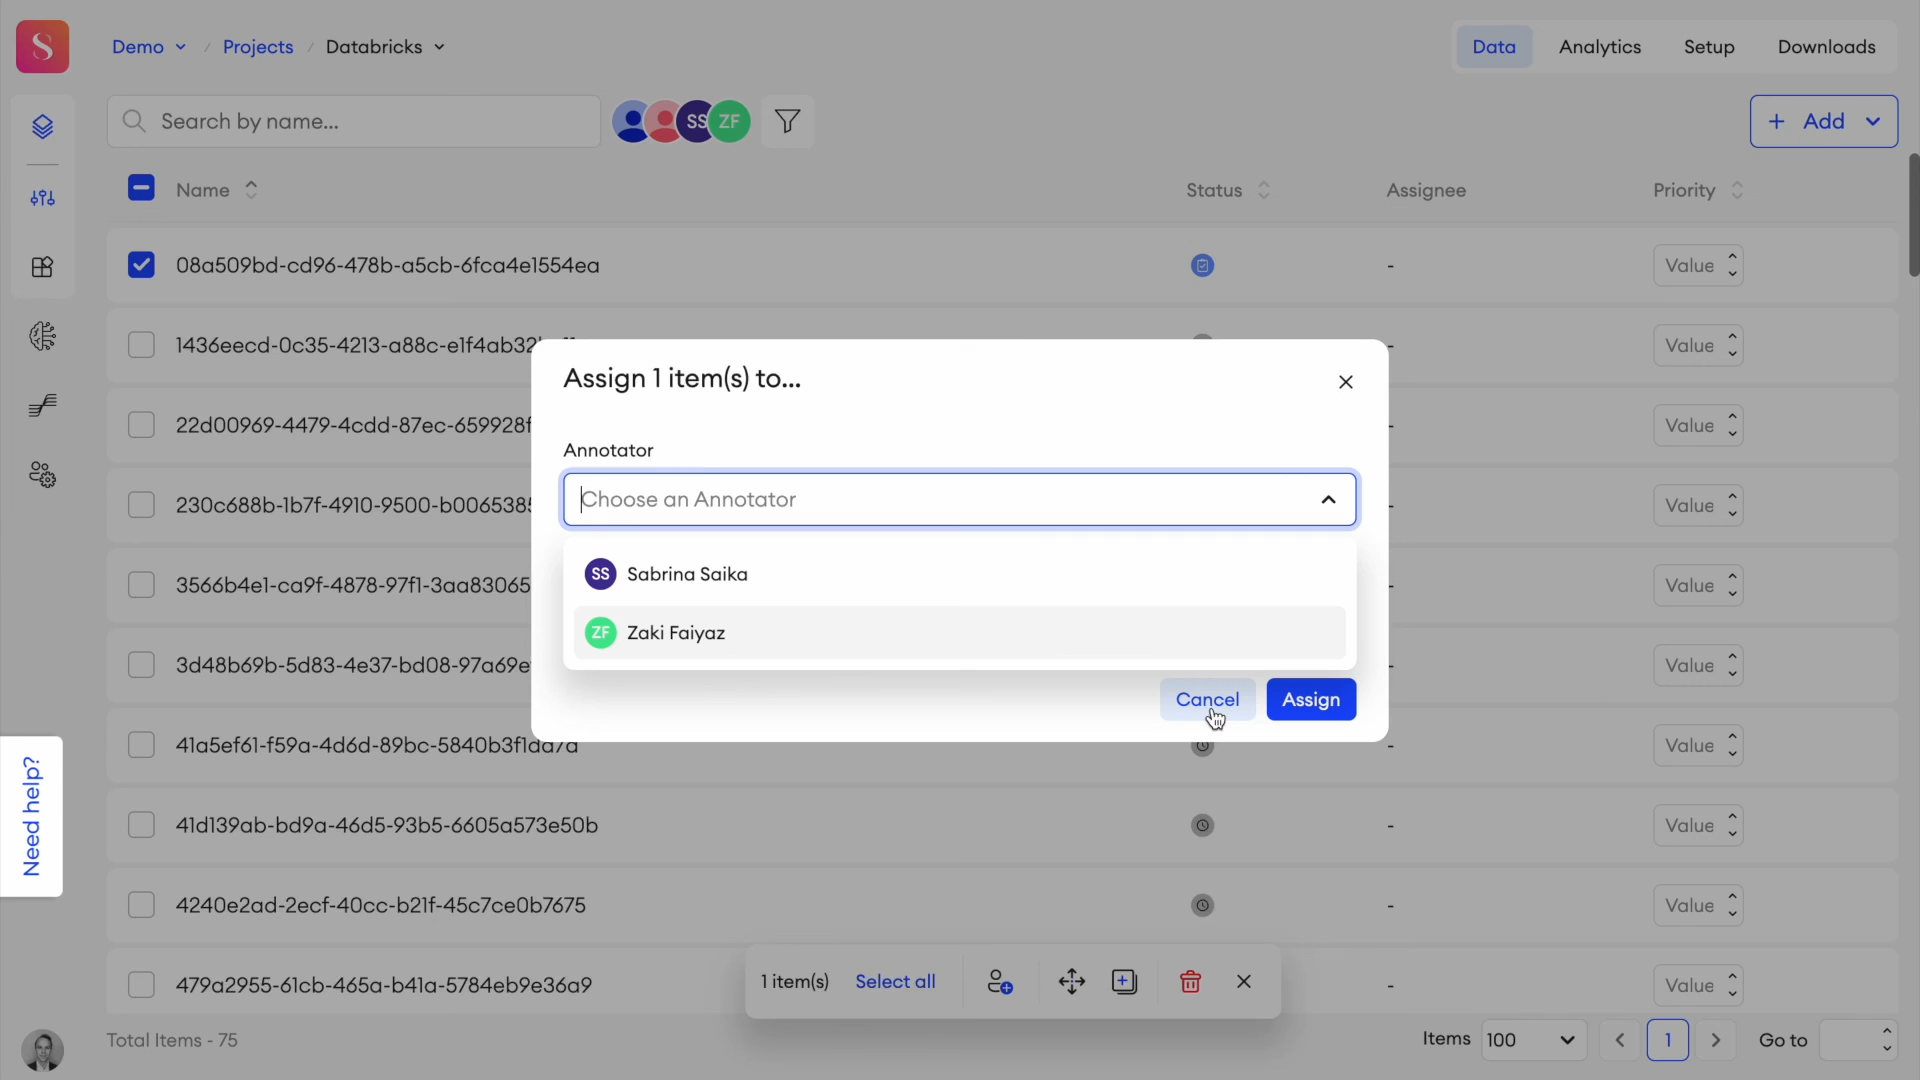 S
Demo / Projects / Databricks
Data Analytics Setup Downloads
Search by name...
SS ZF
+ Add
Name Status Assignee Priority
08a509bd-cd96-478b-a5cb-6fca4e1554ea - Value
1436eecd-0c35-4213-a88c-e1f4ab32 - Value
22d00969-4479-4cdd-87ec-659928f - Value
230c688b-1b7f-4910-9500-b0065385 - Value
3566b4e1-ca9f-4878-97f1-3aa83065 - Value
3d48b69b-5d83-4e37-bd08-97a69e - Value
41a5ef61-f59a-4d6d-89bc-5840b3f1da7a - Value
41d139ab-bd9a-46d5-93b5-6605a573e50b - Value
4240e2ad-2ecf-40cc-b21f-45c7ce0b7675 - Value
479a2955-61cb-465a-b41a-5784eb9e36a9 - Value
Assign 1 item(s) to...
Annotator
Choose an Annotator
SS Sabrina Saika
ZF Zaki Faiyaz
Cancel Assign
Need help?
1 item(s) Select all
Total Items - 75
Items 100 1 Go to